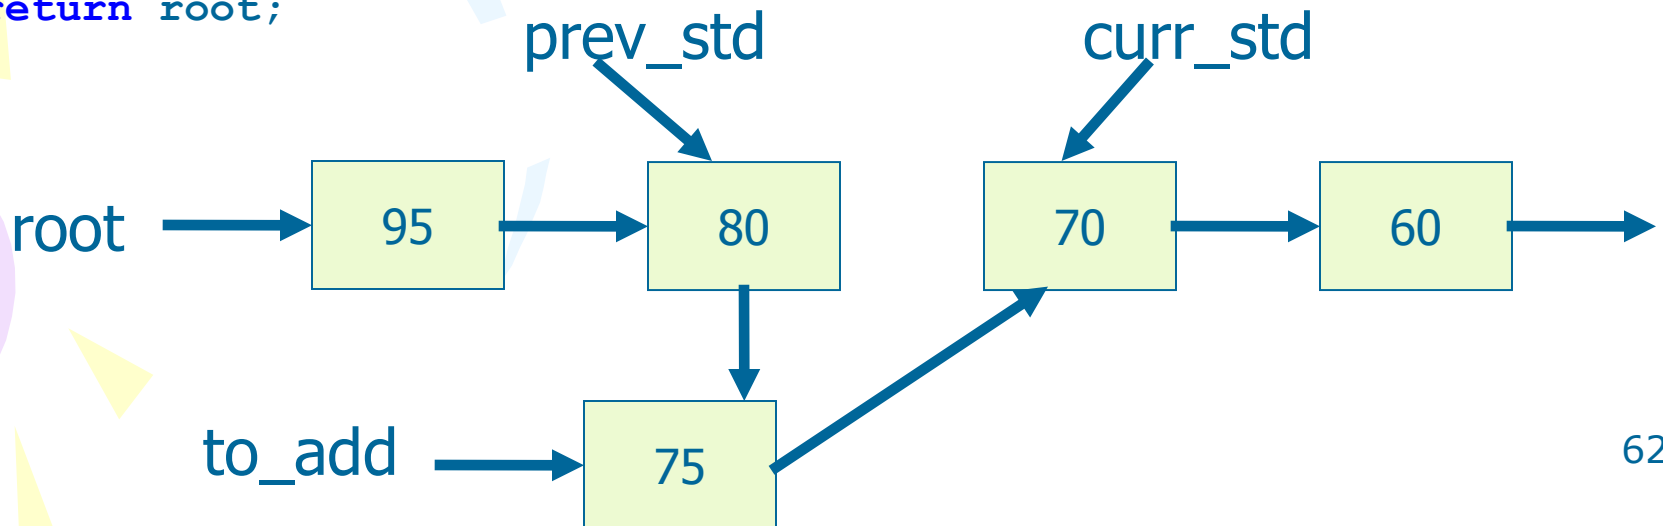 return root;
prev_std curr_std
root 95 80 70 60
to_add 75
62